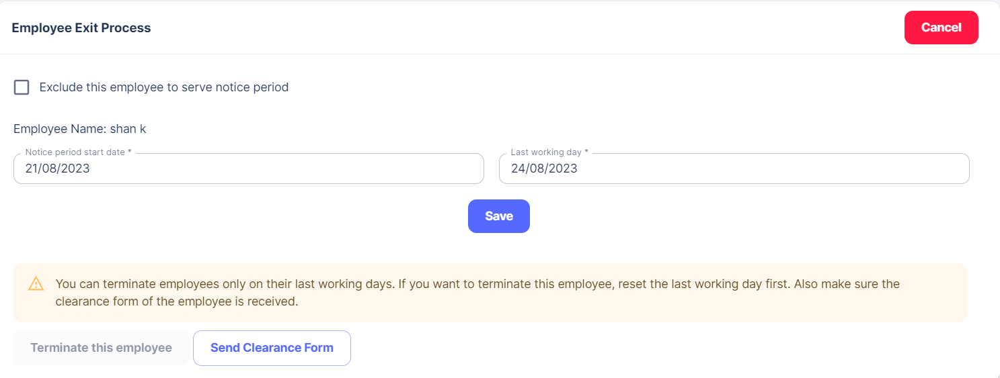 Employee Exit Process
Cancel
Exclude this employee to serve notice period
Employee Name: shan k
Notice period start date *
21/08/2023
Last working day *
24/08/2023
Save
You can terminate employees only on their last working days. If you want to terminate this employee, reset the last working day first. Also make sure the
clearance form of the employee is received.
Terminate this employee
Send Clearance Form